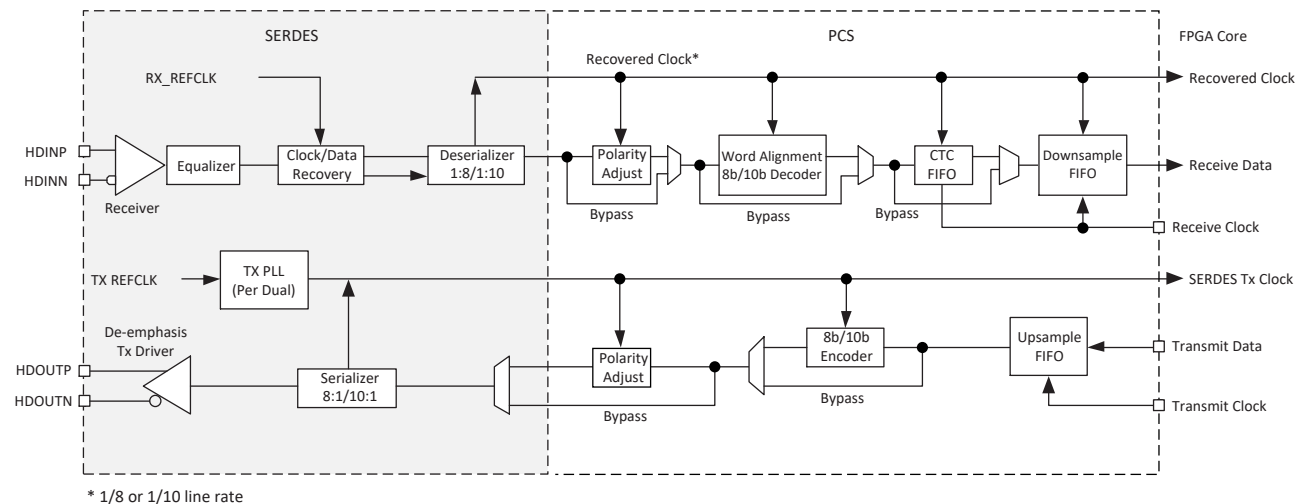 SERDES
PCS
FPGA Core
RX_REFCLK
Recovered Clock*
Recovered Clock
HDINP
HDINN
Receiver
Equalizer
Clock/Data
Recovery
Deserializer
1:8/1:10
Polarity
Adjust
Bypass
Word Alignment
8b/10b Decoder
Bypass
CTC
FIFO
Bypass
Downsample
FIFO
Receive Data
Receive Clock
TX REFCLK
TX PLL
(Per Dual)
SERDES Tx Clock
De-emphasis
Tx Driver
HDOUTP
HDOUTN
Serializer
8:1/10:1
Polarity
Adjust
Bypass
8b/10b
Encoder
Bypass
Upsample
FIFO
Transmit Data
Transmit Clock
* 1/8 or 1/10 line rate